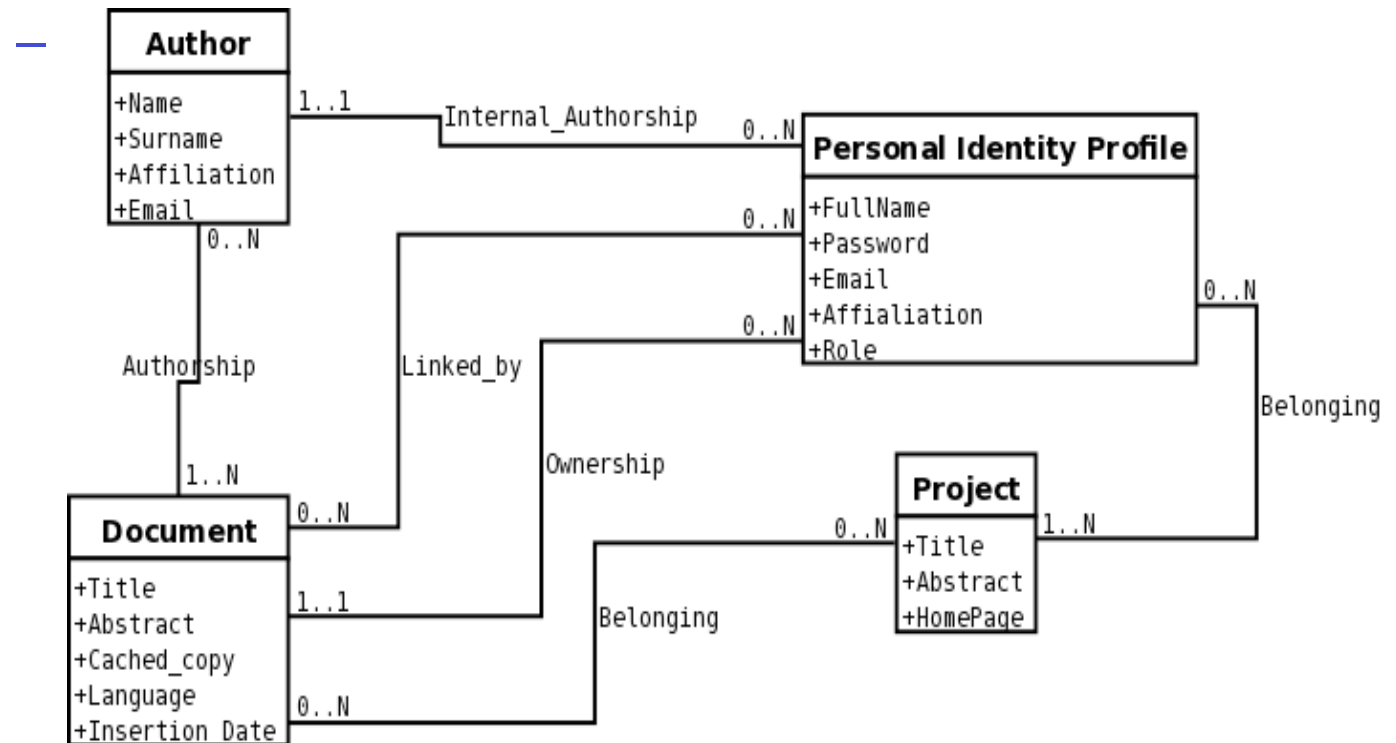 Author
+Name
+Surname
+Affiliation
+Email
1..1
Internal_Authorship
0..N
Personal Identity Profile
+FullName
+Password
+Email
+Affialiation
+Role
0..N
0..N
0..N
0..N
Authorship
1..N
Linked_by
Ownership
Belonging
Document
+Title
+Abstract
+Cached_copy
+Language
+Insertion_Date
0..N
1..1
0..N
Belonging
0..N
Project
+Title
+Abstract
+HomePage
1..N